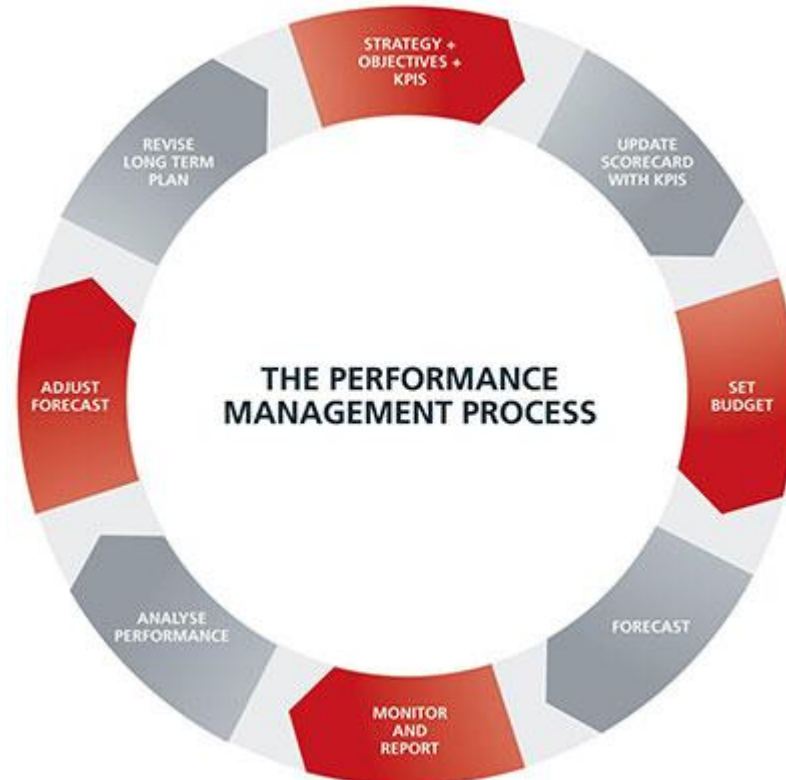 STRATEGY +
OBJECTIVES +
KPIS
UPDATE
SCORECARD
WITH KPIS
SET
BUDGET
FORECAST
MONITOR
AND
REPORT
ANALYSE
PERFORMANCE
ADJUST
FORECAST
REVISE
LONG TERM
PLAN
THE PERFORMANCE
MANAGEMENT PROCESS